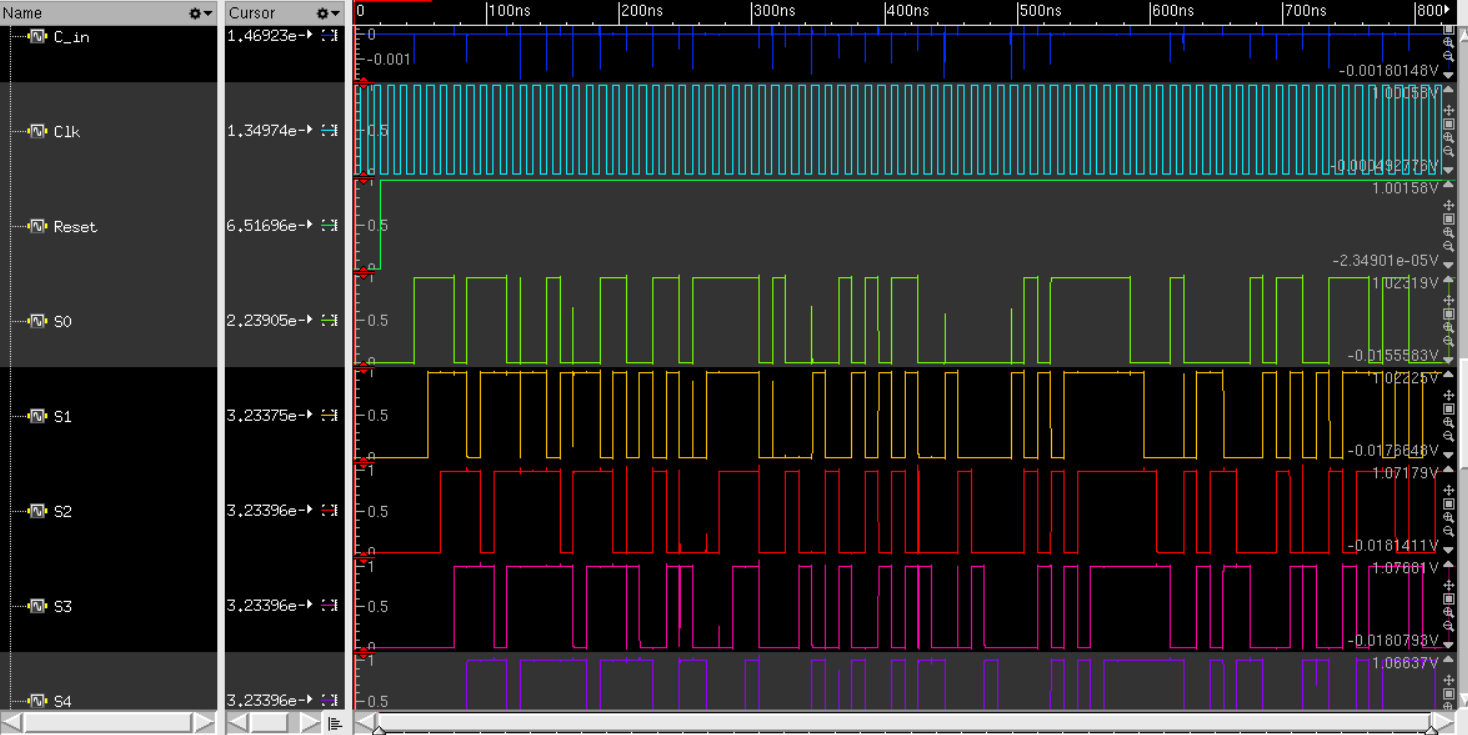 Name Cursor 0 100ns 200ns 300ns 400ns 500ns 600ns 700ns 800
C_in 1.46923e- 0
-0.001 -0.00180148V
1.00058V
Clk 1.34974e- 0.5
-0.000492776V
1 1.00158V
Reset 6.51696e- 0.5
0 -2.34901e-05V
1 1.02319V
S0 2.23905e- 0.5
0 -0.0155583V
1 1.02225V
S1 3.23375e- 0.5
0 -0.0176648V
1 1.07179V
S2 3.23396e- 0.5
0 -0.0181411V
1 1.07681V
S3 3.23396e- 0.5
0 -0.0180793V
1 1.06637V
S4 3.23396e- 0.5